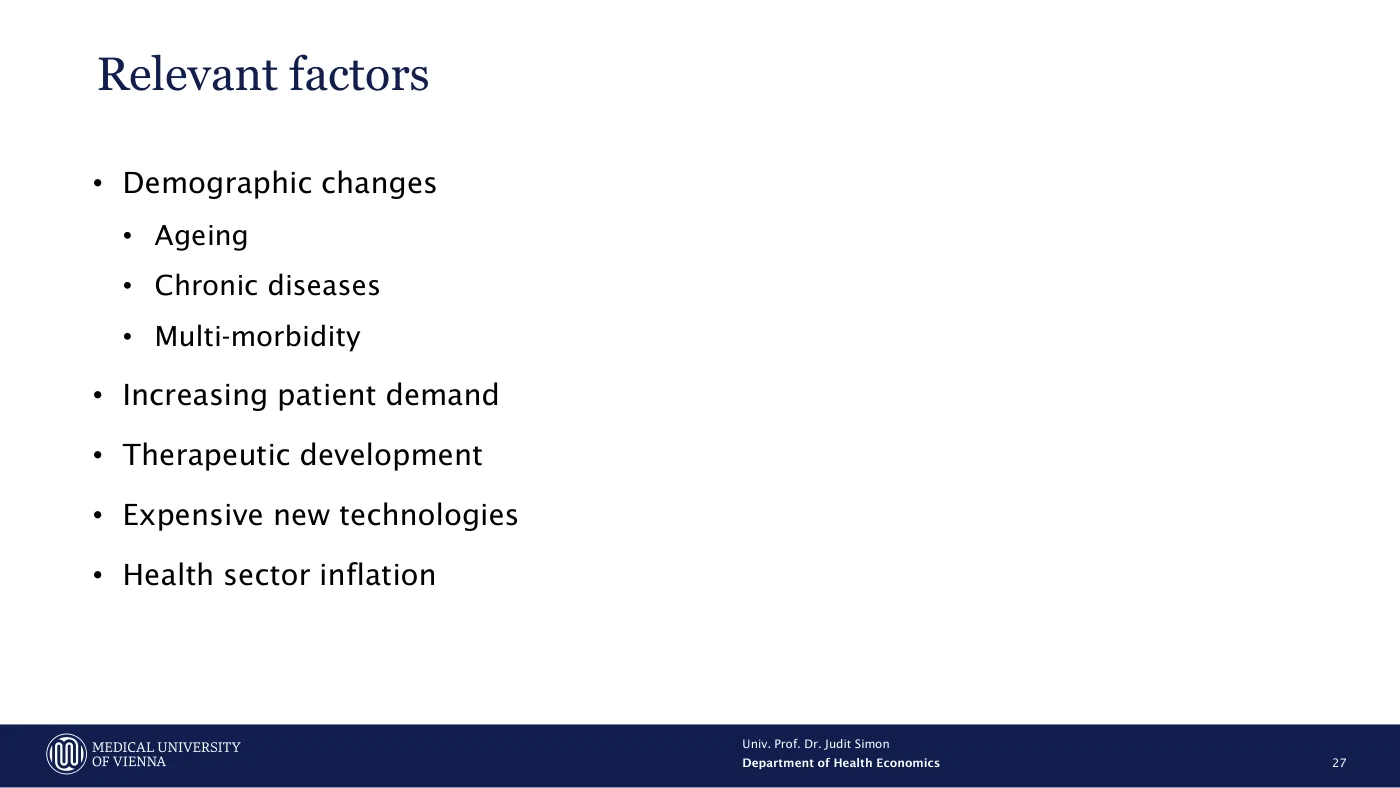 Relevant factors
• Demographic changes
• Ageing
• Chronic diseases
• Multi-morbidity
• Increasing patient demand
• Therapeutic development
• Expensive new technologies
• Health sector inflation
MEDICAL UNIVERSITY
OF VIENNA
Univ. Prof. Dr. Judit Simon
Department of Health Economics
27